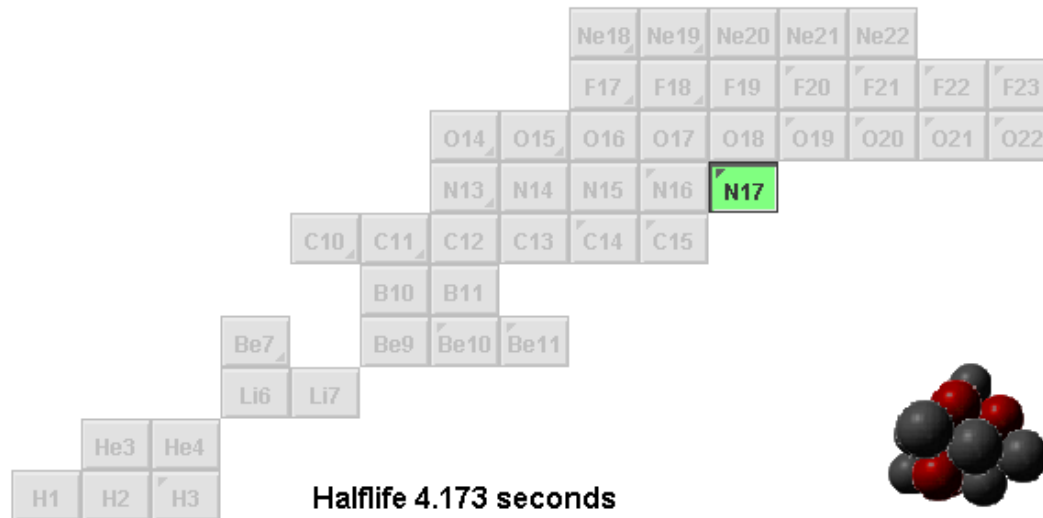 Ne18 Ne19 Ne20 Ne21 Ne22
F17 F18 F19 F20 F21 F22 F23
O14 O15 O16 O17 O18 O19 O20 O21 O22
N13 N14 N15 N16 N17
C10 C11 C12 C13 C14 C15
B10 B11
Be7 Be9 Be10 Be11
Li6 Li7
He3 He4
H1 H2 H3
Halflife 4.173 seconds